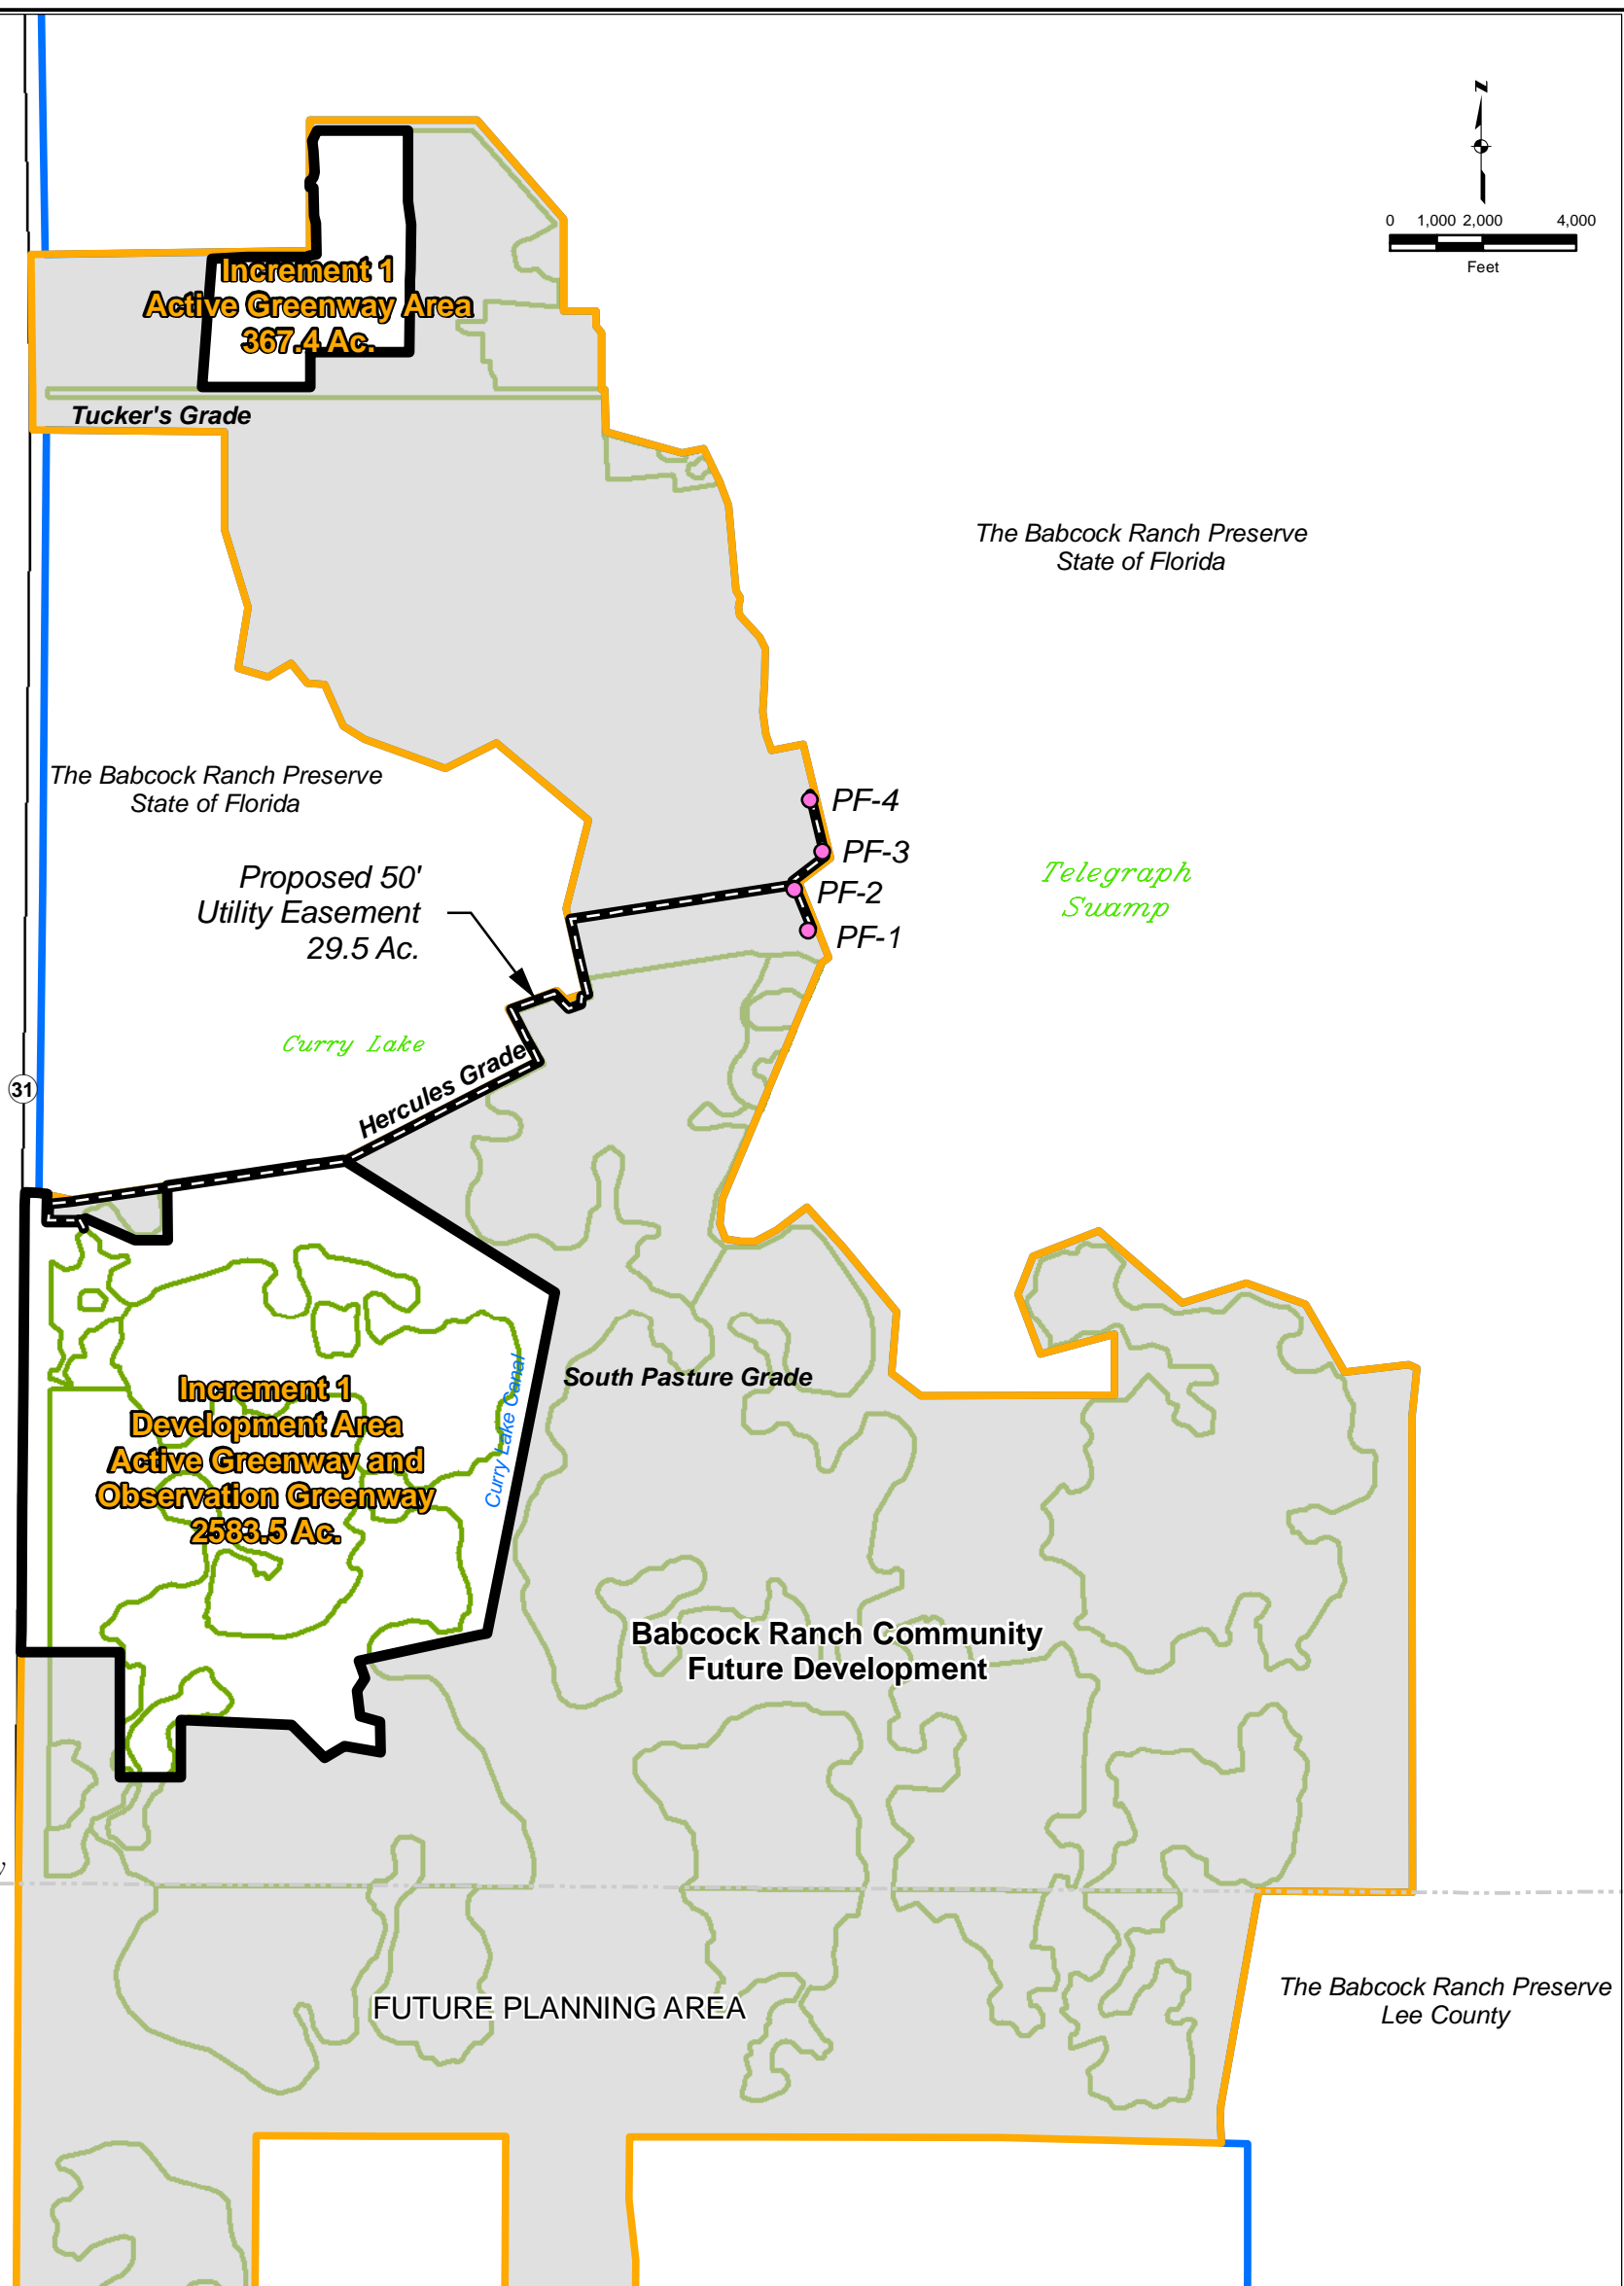 N
0 1,000 2,000 4,000
Feet
Increment 1
Active Greenway Area
367.4 Ac.
Tucker's Grade
The Babcock Ranch Preserve
State of Florida
The Babcock Ranch Preserve
State of Florida
PF-4
PF-3
PF-2
PF-1
Proposed 50'
Utility Easement
29.5 Ac.
Telegraph
Swamp
Curry Lake
Hercules Grade
31
South Pasture Grade
Curry Lake Canal
Increment 1
Development Area
Active Greenway and
Observation Greenway
2583.5 Ac.
Babcock Ranch Community
Future Development
FUTURE PLANNING AREA
The Babcock Ranch Preserve
Lee County